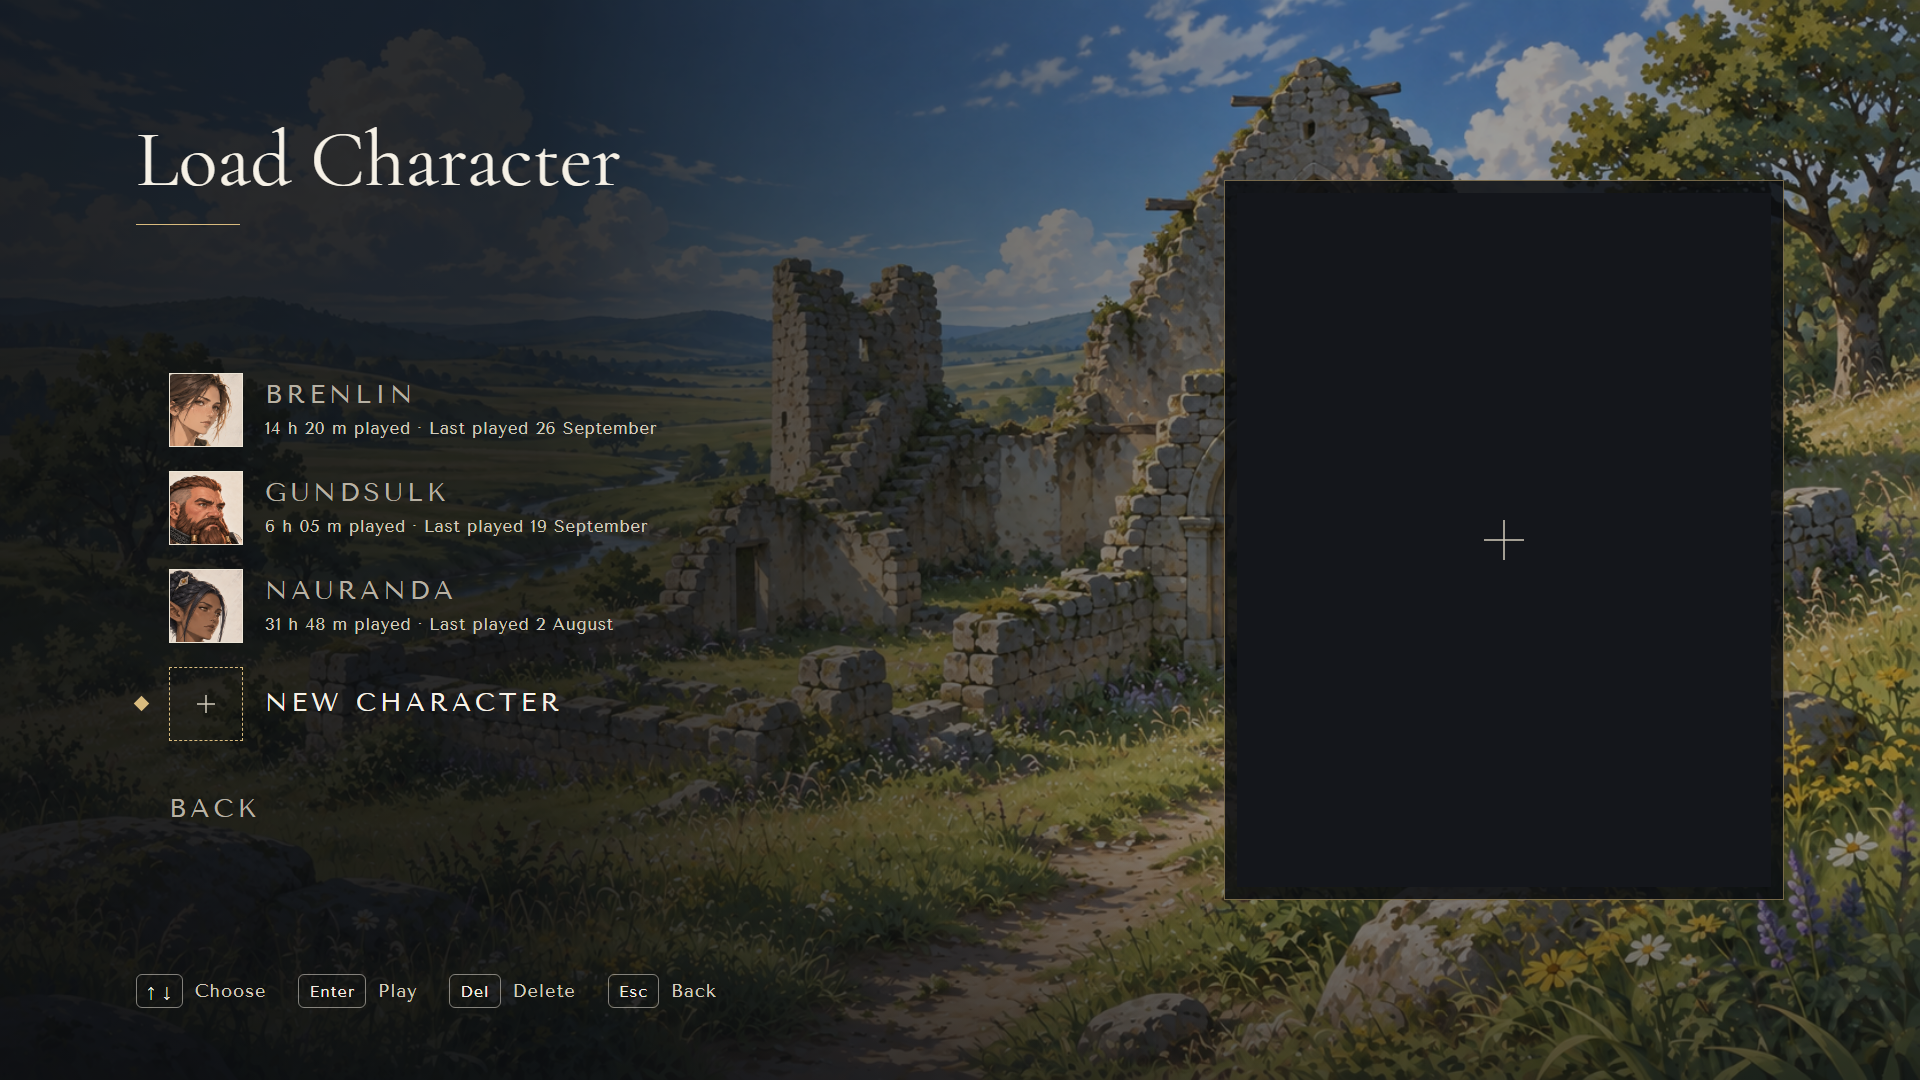 Load Character
BRENLIN
14 h 20 m played · Last played 26 September
GUNDSULK
6 h 05 m played · Last played 19 September
NAURANDA
31 h 48 m played · Last played 2 August
NEW CHARACTER
BACK
↑ ↓ Choose Enter Play Del Delete Esc Back